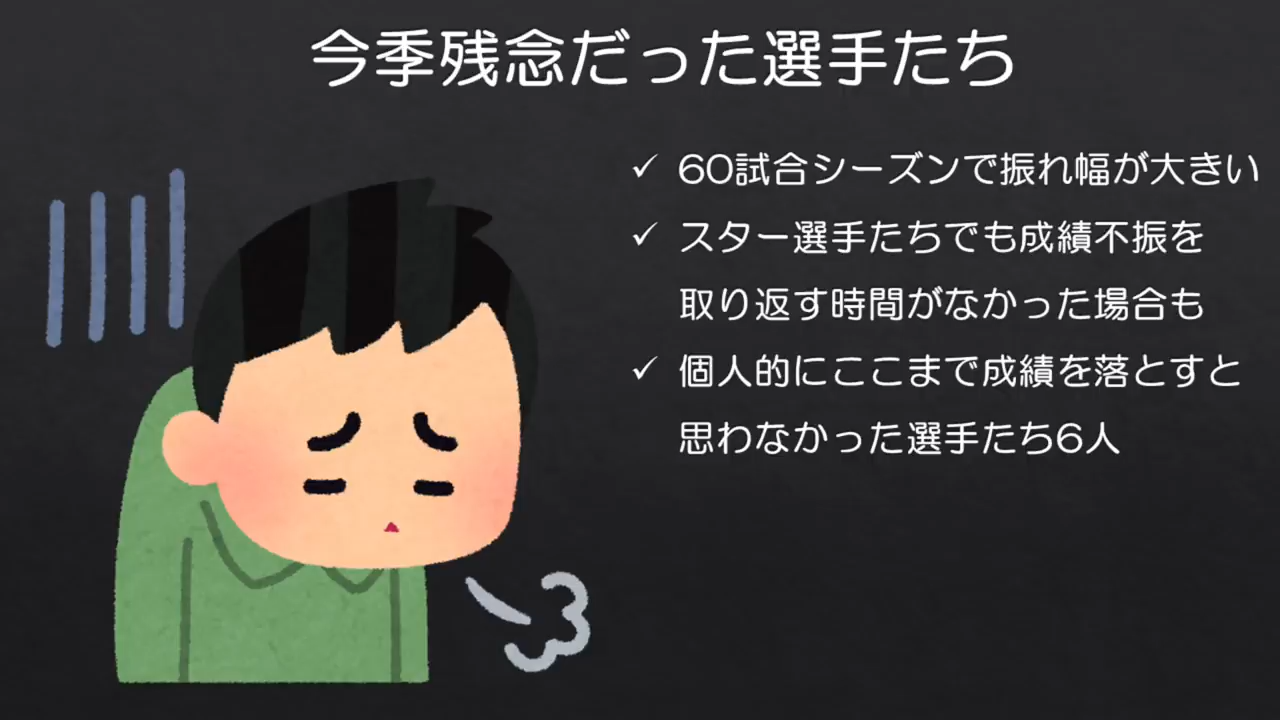 今季残念だった選手たち
✓ 60試合シーズンで振れ幅が大きい
✓ スター選手たちでも成績不振を
取り返す時間がなかった場合も
✓ 個人的にここまで成績を落とすと
思わなかった選手たち6人